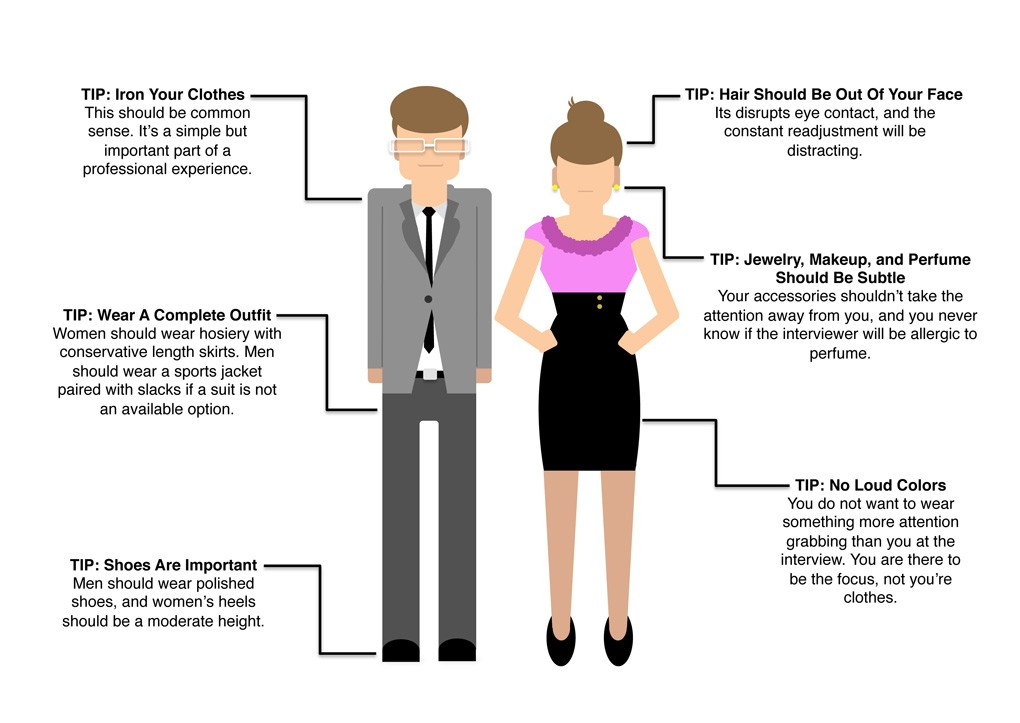 TIP: Iron Your Clothes
This should be common
sense. It's a simple but
important part of a
professional experience.
TIP: Wear A Complete Outfit
Women should wear hosiery with
conservative length skirts. Men
should wear a sports jacket
paired with slacks if a suit is not
an available option.
TIP: Shoes Are Important
Men should wear polished
shoes, and women's heels
should be a moderate height.
TIP: Hair Should Be Out Of Your Face
Its disrupts eye contact, and the
constant readjustment will be
distracting.
TIP: Jewelry, Makeup, and Perfume
Should Be Subtle
Your accessories shouldn't take the
attention away from you, and you never
know if the interviewer will be allergic to
perfume.
TIP: No Loud Colors
You do not want to wear
something more attention
grabbing than you at the
interview. You are there to
be the focus, not you're
clothes.